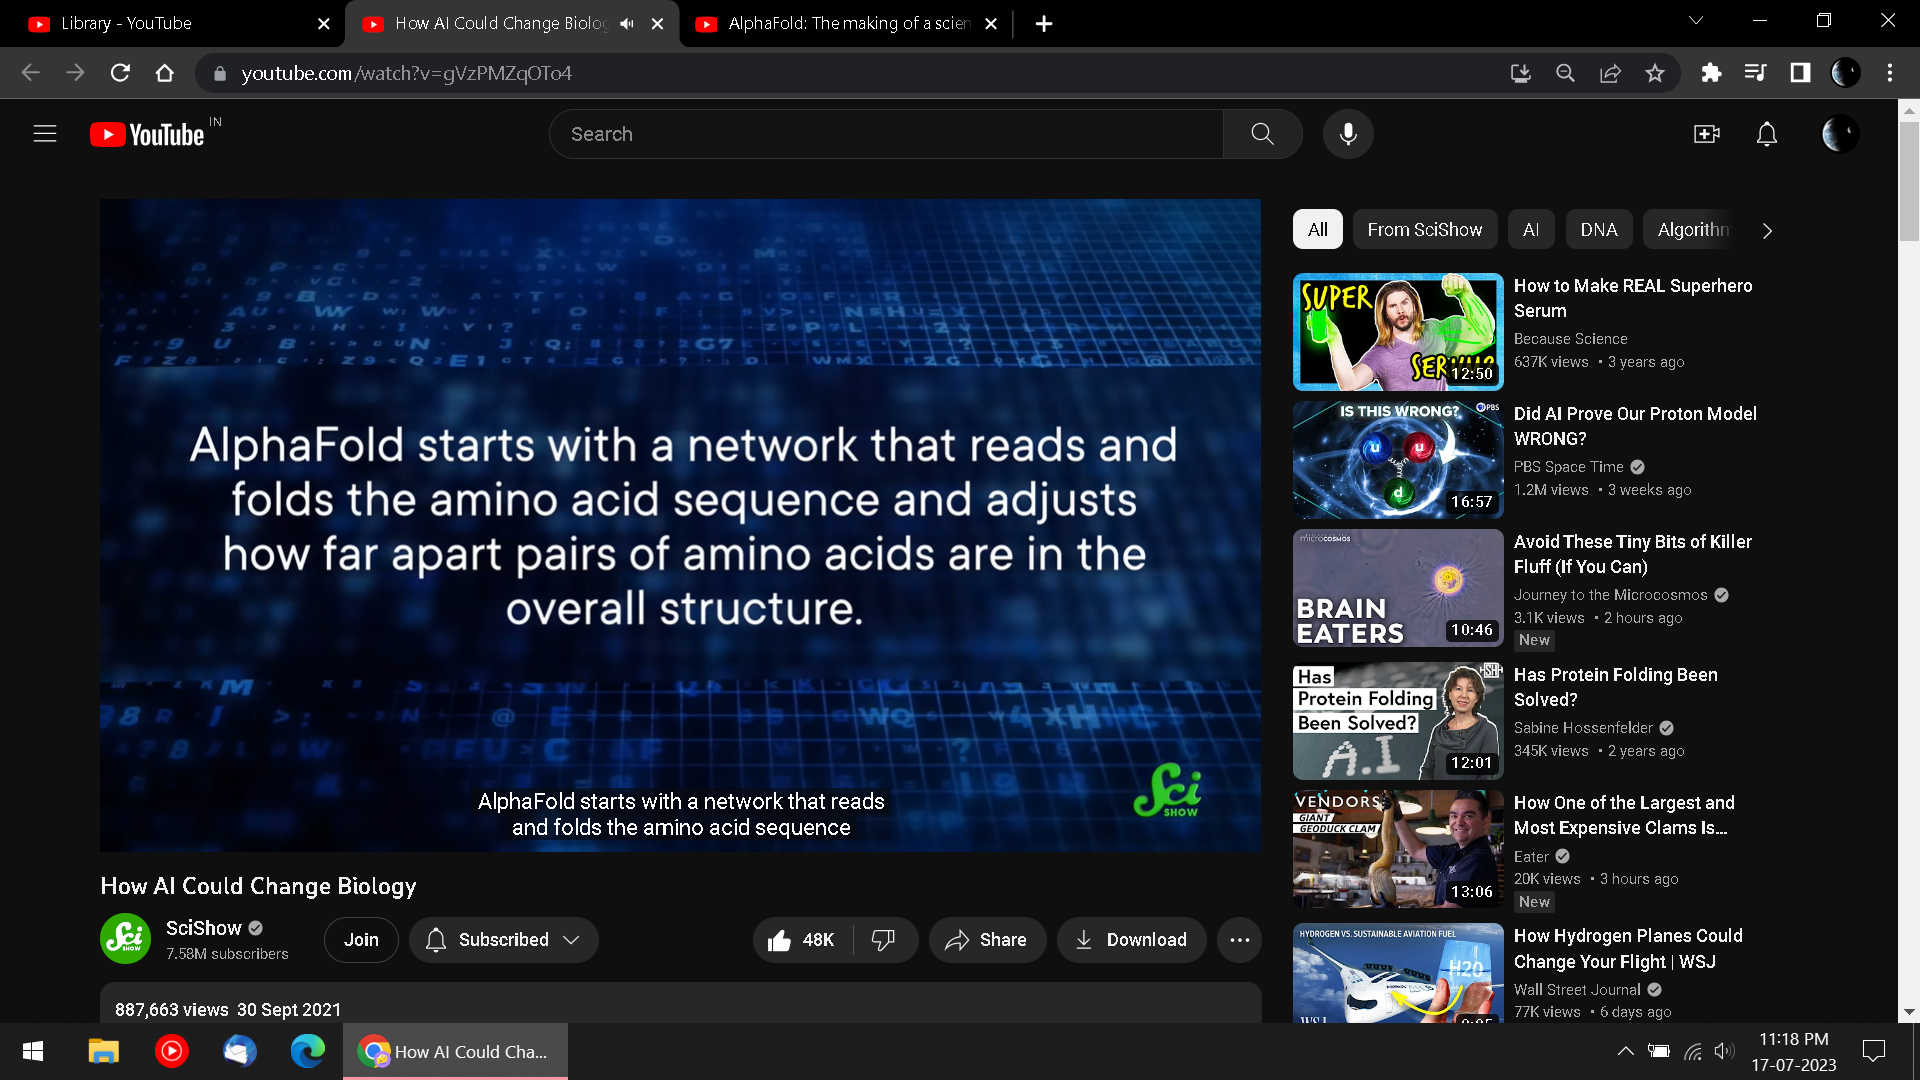 Library - YouTube
How AI Could Change Biolog
AlphaFold: The making of a scien
youtube.com/watch?v=gVzPMZqOTo4
YouTube IN
Search
AlphaFold starts with a network that reads and
folds the amino acid sequence and adjusts
how far apart pairs of amino acids are in the
overall structure.
Sci
SHOW
AlphaFold starts with a network that reads
and folds the amino acid sequence
How AI Could Change Biology
Sci
SHOW
SciShow
7.58M subscribers
Join
Subscribed
48K
Share
Download
887,663 views 30 Sept 2021
All
From SciShow
AI
DNA
Algorithm
SUPER
SERUM?
12:50
How to Make REAL Superhero
Serum
Because Science
637K views • 3 years ago
IS THIS WRONG?
PBS
u
u
d
16:57
Did AI Prove Our Proton Model
WRONG?
PBS Space Time
1.2M views • 3 weeks ago
microcosmos
BRAIN
EATERS
10:46
Avoid These Tiny Bits of Killer
Fluff (If You Can)
Journey to the Microcosmos
3.1K views • 2 hours ago
New
Has
Protein Folding
Been Solved?
A.I
12:01
Has Protein Folding Been
Solved?
Sabine Hossenfelder
345K views • 2 years ago
VENDORS
GIANT
GEODUCK CLAM
13:06
How One of the Largest and
Most Expensive Clams Is...
Eater
20K views • 3 hours ago
New
HYDROGEN VS. SUSTAINABLE AVIATION FUEL
H20
WSJ
How Hydrogen Planes Could
Change Your Flight | WSJ
Wall Street Journal
77K views • 6 days ago
How AI Could Cha...
11:18 PM
17-07-2023